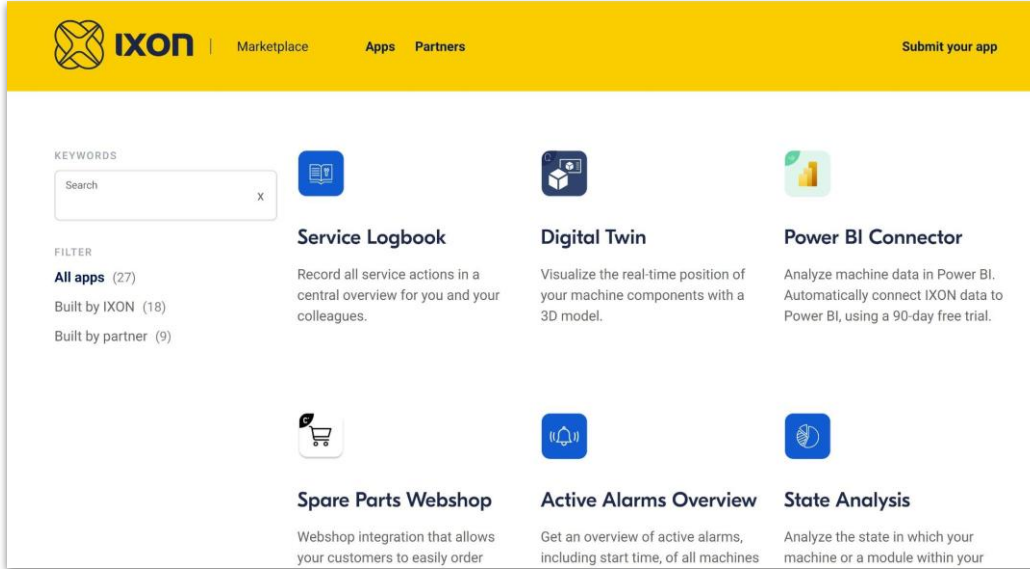 IXON | Marketplace Apps Partners Submit your app
KEYWORDS
Search
X
FILTER
All apps (27)
Built by IXON (18)
Built by partner (9)
Service Logbook
Record all service actions in a
central overview for you and your
colleagues.
Digital Twin
Visualize the real-time position of
your machine components with a
3D model.
Power BI Connector
Analyze machine data in Power BI.
Automatically connect IXON data to
Power BI, using a 90-day free trial.
Spare Parts Webshop
Webshop integration that allows
your customers to easily order
Active Alarms Overview
Get an overview of active alarms,
including start time, of all machines
State Analysis
Analyze the state in which your
machine or a module within your